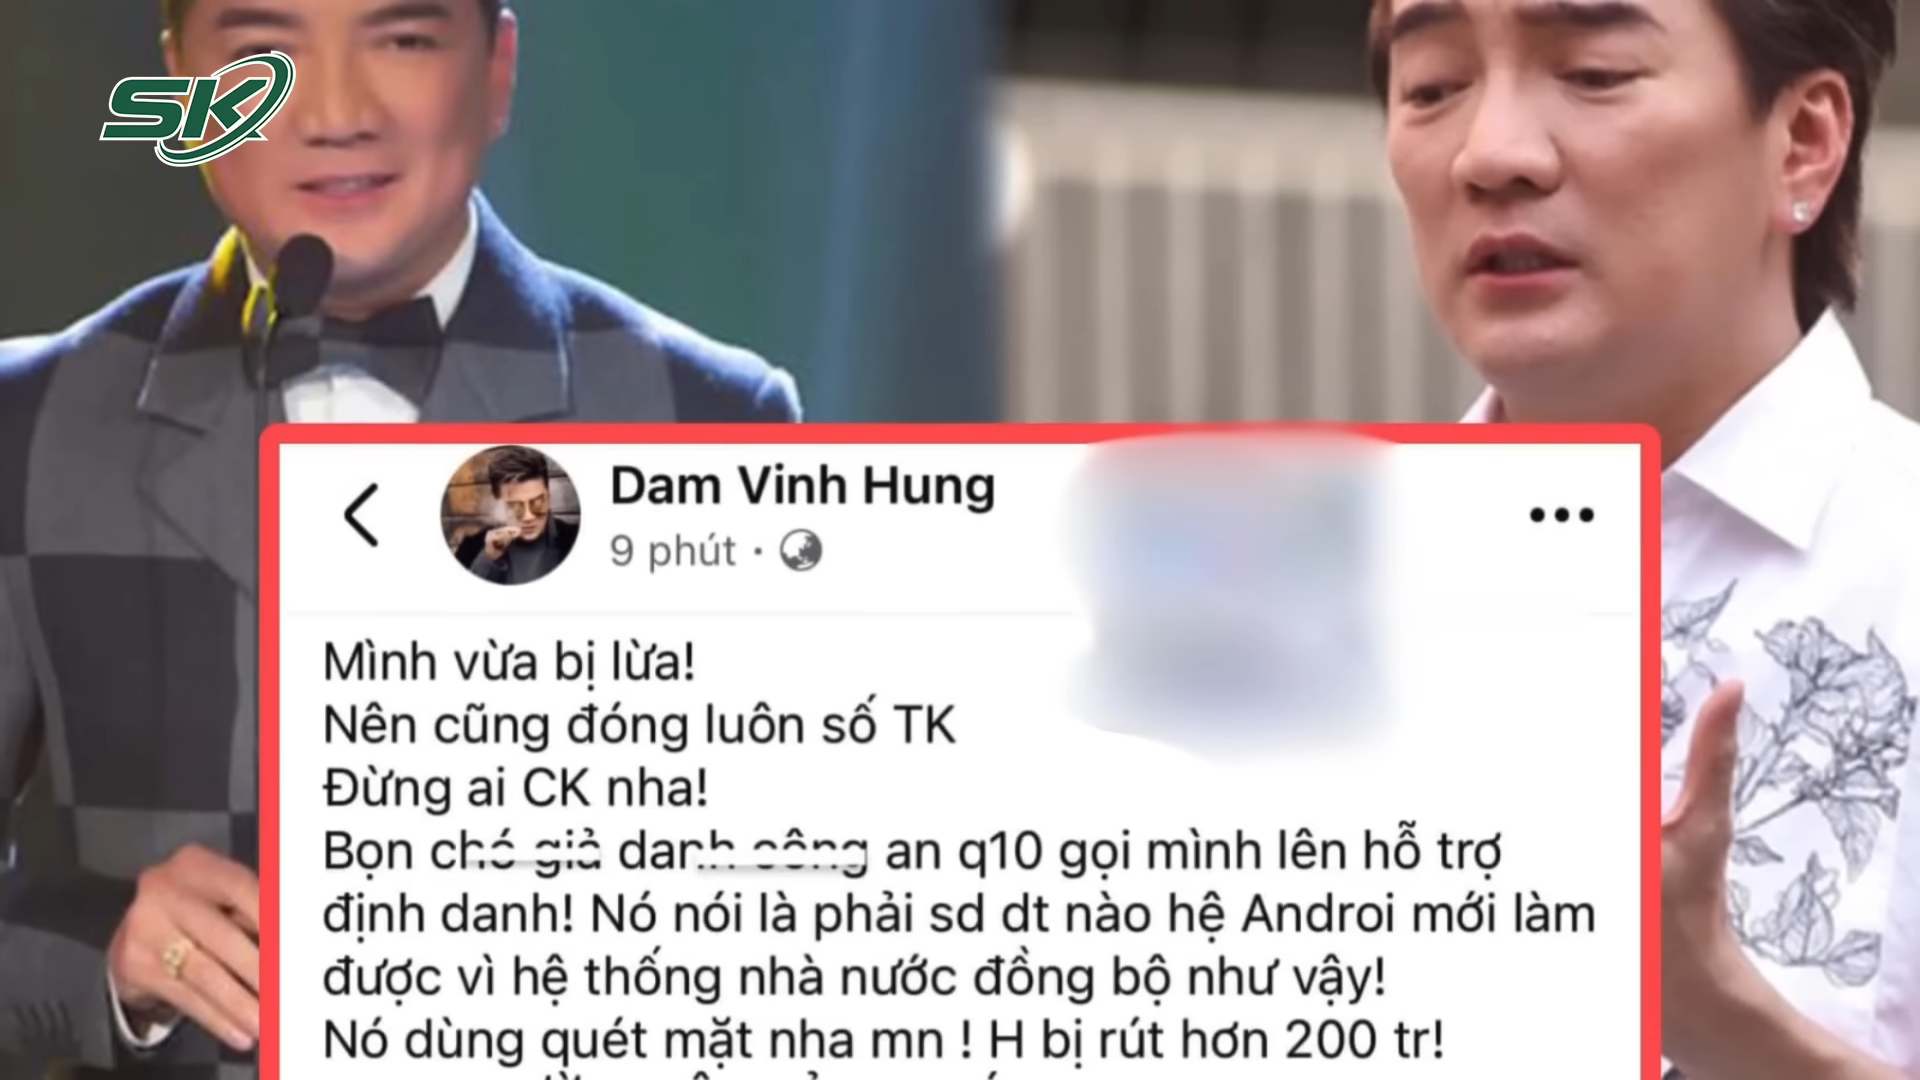 SK
Dam Vinh Hung
9 phút ·
Mình vừa bị lừa!
Nên cũng đóng luôn số TK
Đừng ai CK nha!
Bọn chó giả danh công an q10 gọi mình lên hỗ trợ
định danh! Nó nói là phải sd dt nào hệ Androi mới làm
được vì hệ thống nhà nước đồng bộ như vậy!
Nó dùng quét mặt nha mn ! H bị rút hơn 200 tr!